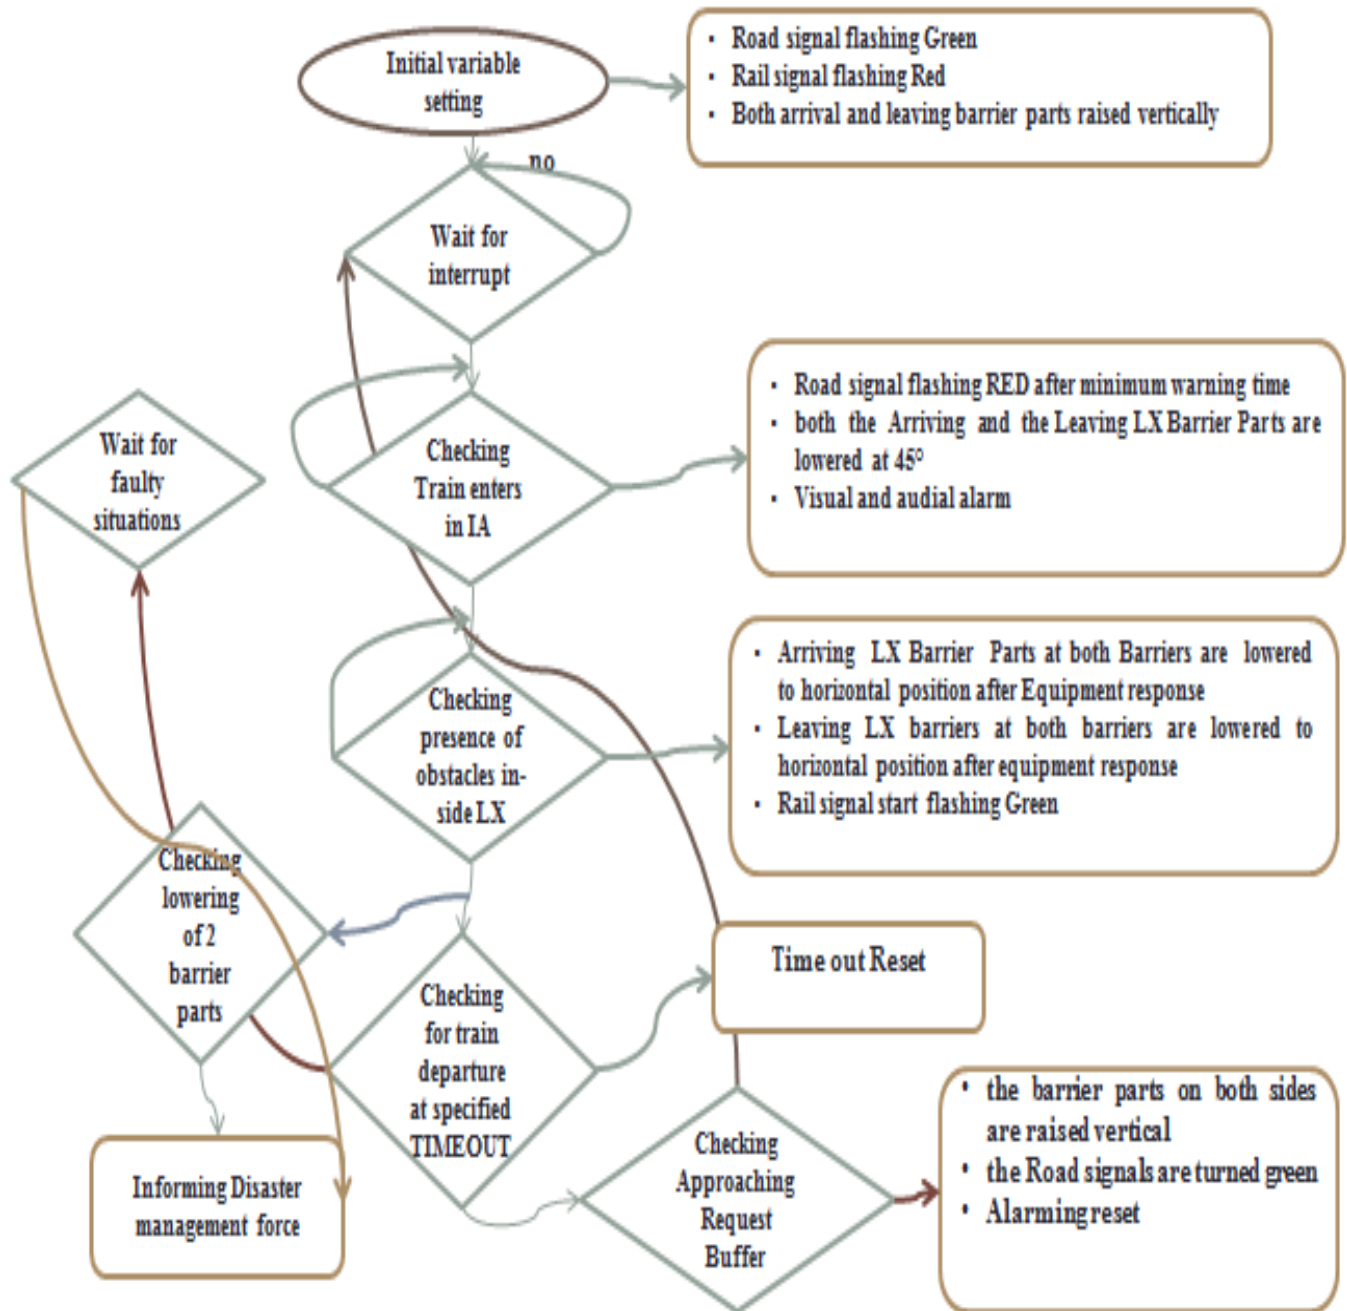 Initial variable
setting
• Road signal flashing Green
• Rail signal flashing Red
• Both arrival and leaving barrier parts raised vertically
no
Wait for
interrupt
Checking
Train enters
in IA
• Road signal flashing RED after minimum warning time
• both the Arriving and the Leaving LX Barrier Parts are
lowered at 45°
• Visual and audial alarm
Wait for
faulty
situations
Checking
presence of
obstacles in-
side LX
• Arriving LX Barrier Parts at both Barriers are lowered
to horizontal position after Equipment response
• Leaving LX barriers at both barriers are lowered to
horizontal position after equipment response
• Rail signal start flashing Green
Checking
lowering
of 2
barrier
parts
Checking
for train
departure
at specified
TIMEOUT
Time out Reset
Informing Disaster
management force
Checking
Approaching
Request
Buffer
• the barrier parts on both sides
are raised vertical
• the Road signals are turned green
• Alarming reset